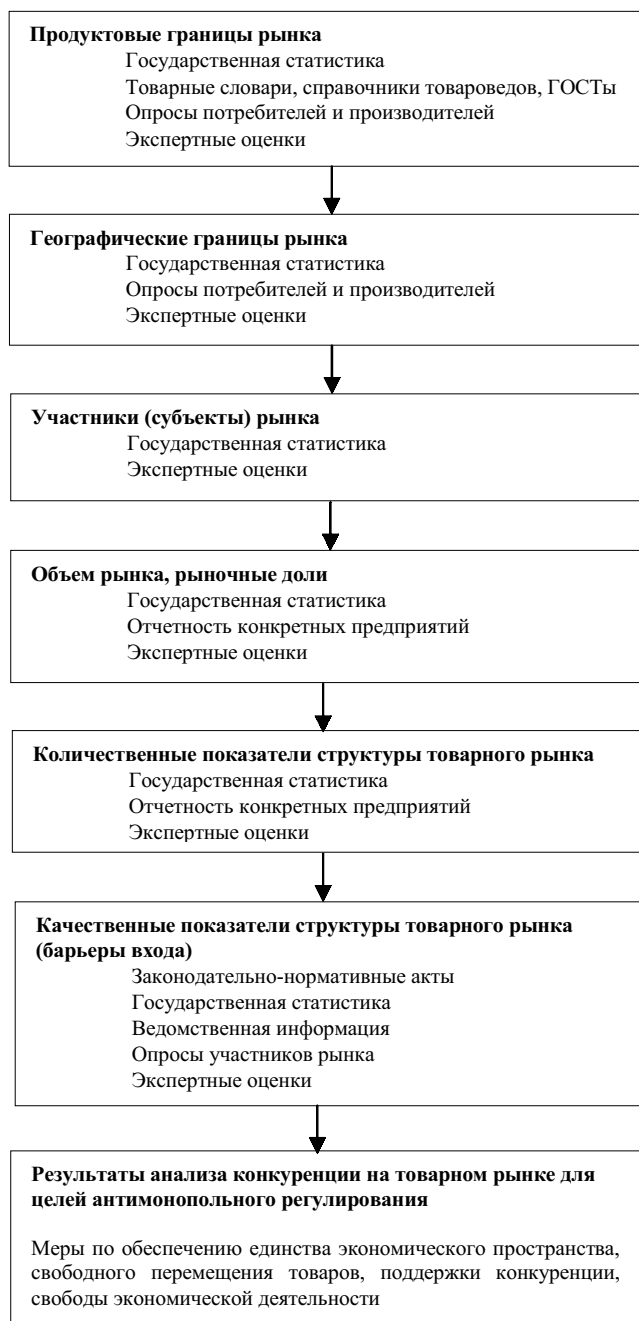 Продуктовые границы рынка
Государственная статистика
Товарные словари, справочники товароведов, ГОСТы
Опросы потребителей и производителей
Экспертные оценки
Географические границы рынка
Государственная статистика
Опросы потребителей и производителей
Экспертные оценки
Участники (субъекты) рынка
Государственная статистика
Экспертные оценки
Объем рынка, рыночные доли
Государственная статистика
Отчетность конкретных предприятий
Экспертные оценки
Количественные показатели структуры товарного рынка
Государственная статистика
Отчетность конкретных предприятий
Экспертные оценки
Качественные показатели структуры товарного рынка
(барьеры входа)
Законодательно-нормативные акты
Государственная статистика
Ведомственная информация
Опросы участников рынка
Экспертные оценки
Результаты анализа конкуренции на товарном рынке для
целей антимонопольного регулирования
Меры по обеспечению единства экономического пространства,
свободного перемещения товаров, поддержки конкуренции,
свободы экономической деятельности